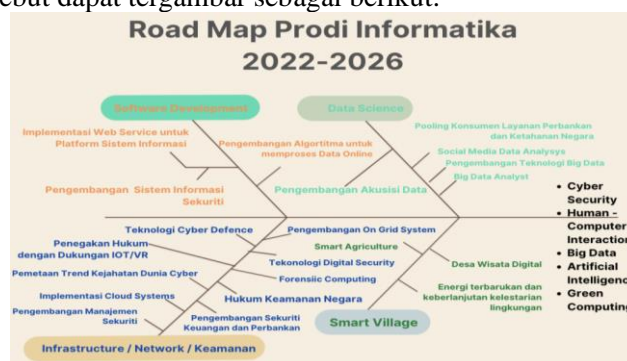 ebut dapat tergambar sebagai berikut:
Road Map Prodi Informatika
2022-2026
Software Development
Data Science
Implementasi Web Service untuk
Platform Sistem Informasi
Pengembangan Algortitma untuk
memproses Data Online
Pengembangan Sistem Informasi
Sekuriti
Pooling Konsumen Layanan Perbankan
dan Ketahanan Negara
Social Media Data Analysys
Pengembangan Teknologi Big Data
Big Data Analyst
Pengembangan Akusisi Data
• Cyber
Security
• Human -
Computer
Interaction
• Big Data
• Artificial
Intelligenc
• Green
Computing
Teknologi Cyber Defence
Penegakan Hukum
dengan Dukungan IOT/VR
Pemetaan Trend Kejahatan Dunia Cyber
Implementasi Cloud Systems
Pengembangan Manajemen
Sekuriti
Pengembangan On Grid System
Tekonologi Digital Security
Forensiic Computing
Hukum Keamanan Negara
Pengembangan Sekuriti
Keuangan dan Perbankan
Smart Agriculture
Desa Wisata Digital
Energi terbarukan dan
keberlanjutan kelestarian
lingkungan
Infrastructure / Network / Keamanan
Smart Village